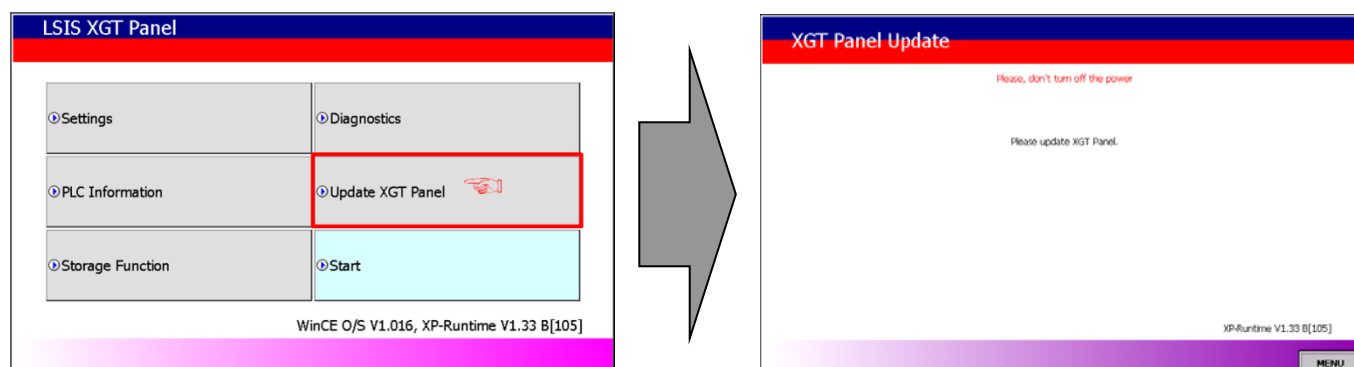 LSIS XGT Panel
Settings
Diagnostics
PLC Information
Update XGT Panel
Storage Function
Start
WinCE O/S V1.016, XP-Runtime V1.33 B[105]
XGT Panel Update
Please, don't turn off the power
Please update XGT Panel.
XP-Runtime V1.33 B[105]
MENU